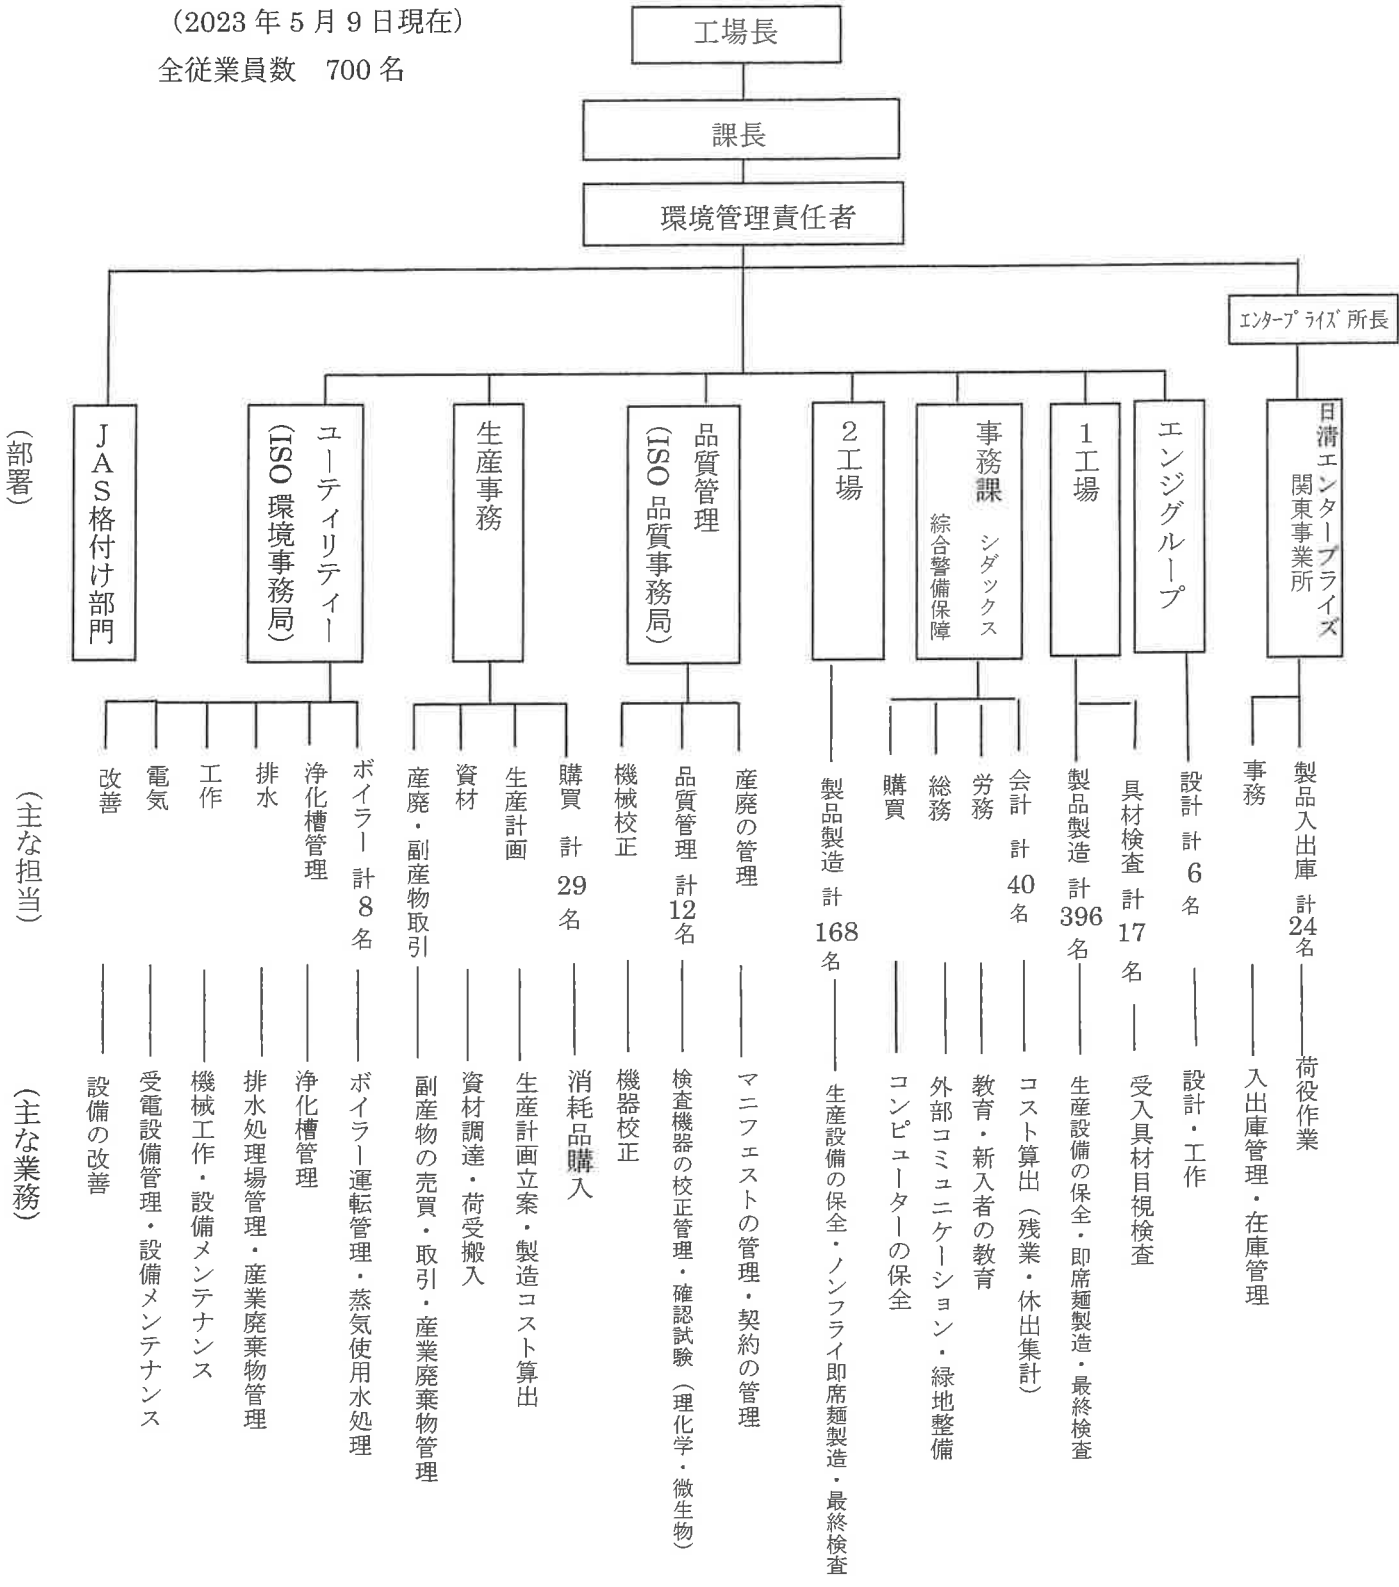 （2023年5月9日現在）
全従業員数　700名
工場長
課長
環境管理責任者
ｴﾝﾀｰﾌﾟﾗｲｽﾞ所長
（部署）
JAS格付け部門
ユーティリティー
（ISO環境事務局）
生産事務
品質管理
（ISO品質事務局）
2工場
事務課
シダックス
綜合警備保障
1工場
エンジグループ
日清エンタープライズ
関東事業所
（主な担当）
改善
電気
工作
排水
浄化槽管理
ボイラー 計8名
産廃・副産物取引
資材
生産計画
購買 計29名
機械校正
品質管理 計12名
産廃の管理
製品製造 計168名
購買
総務
労務
会計 計40名
製品製造 計396名
具材検査 計17名
設計 計6名
事務
製品入出庫 計24名
（主な業務）
設備の改善
受電設備管理・設備メンテナンス
機械工作・設備メンテナンス
排水処理場管理・産業廃棄物管理
浄化槽管理
ボイラー運転管理・蒸気使用水処理
副産物の売買・取引・産業廃棄物管理
資材調達・荷受搬入
生産計画立案・製造コスト算出
消耗品購入
機器校正
検査機器の校正管理・確認試験（理化学・微生物）
マニフェストの管理・契約の管理
生産設備の保全・ノンフライ即席麺製造・最終検査
コンピューターの保全
外部コミュニケーション・緑地整備
教育・新入者の教育
コスト算出（残業・休出集計）
生産設備の保全・即席麺製造・最終検査
受入具材目視検査
設計・工作
入出庫管理・在庫管理
荷役作業